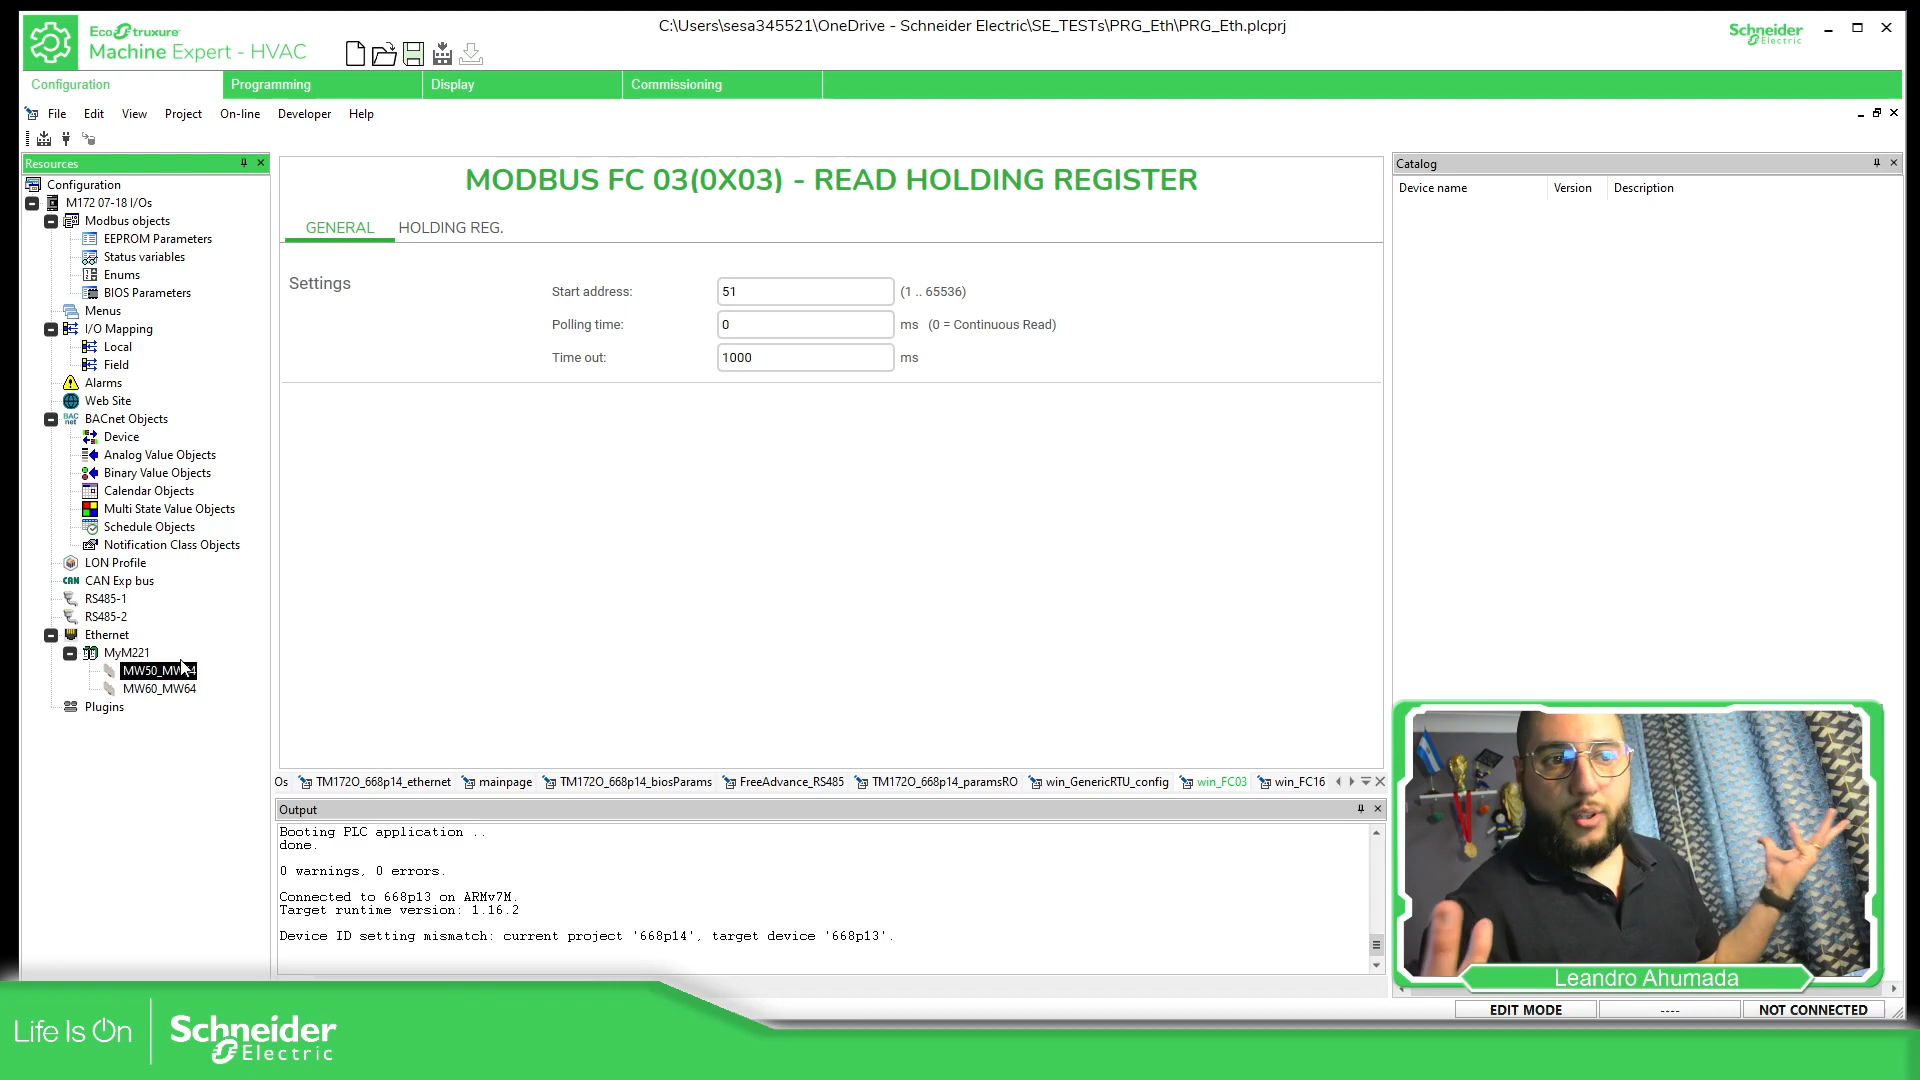 EcoStruxure
Machine Expert - HVAC
C:\Users\sesa345521\OneDrive - Schneider Electric\SE_TESTs\PRG_Eth\PRG_Eth.plcprj
Schneider Electric
Configuration
Programming
Display
Commissioning
File Edit View Project On-line Developer Help
Resources
Configuration
M172 07-18 I/Os
Modbus objects
EEPROM Parameters
Status variables
Enums
BIOS Parameters
Menus
I/O Mapping
Local
Field
Alarms
Web Site
BACnet Objects
Device
Analog Value Objects
Binary Value Objects
Calendar Objects
Multi State Value Objects
Schedule Objects
Notification Class Objects
LON Profile
CAN Exp bus
RS485-1
RS485-2
Ethernet
MyM221
MW60_MW64
Plugins
MODBUS FC 03(0X03) - READ HOLDING REGISTER
GENERAL HOLDING REG.
Settings
Start address: 51 (1 .. 65536)
Polling time: 0 ms (0 = Continuous Read)
Time out: 1000 ms
Os TM172O_668p14_ethernet mainpage TM172O_668p14_biosParams FreeAdvance_RS485 TM172O_668p14_paramsRO win_GenericRTU_config win_FC03 win_FC16
Output
Booting PLC application ..
done.
0 warnings, 0 errors.
Connected to 668p13 on ARMv7M.
Target runtime version: 1.16.2
Device ID setting mismatch: current project '668p14', target device '668p13'.
Catalog
Device name Version Description
Leandro Ahumada
EDIT MODE ---- NOT CONNECTED
Life Is On
Schneider Electric